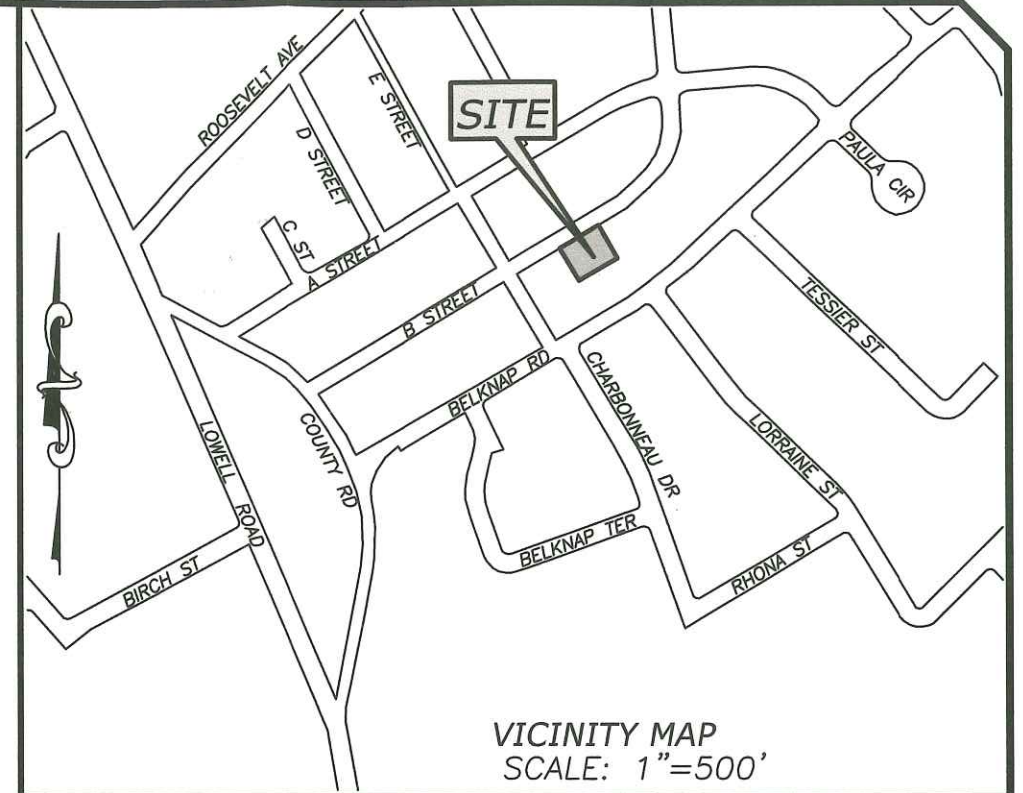 ROOSEVELT AVE
E STREET
SITE
D STREET
PAULA CIR
C ST
A STREET
B STREET
TESSIER ST
BELKNAP RD
CHARBONNEAU DR
COUNTY RD
LOWELL ROAD
LORRAINE ST
BELKNAP TER
RHONA ST
BIRCH ST
VICINITY MAP
SCALE: 1"=500'